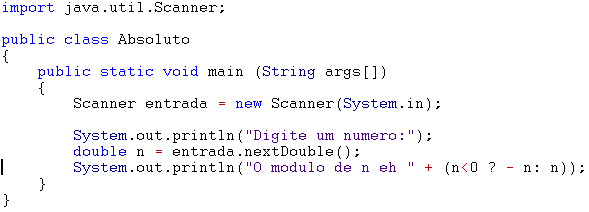 import java.util.Scanner;
public class Absoluto
{
public static void main (String args[])
{
Scanner entrada = new Scanner(System.in);
System.out.println("Digite um numero:");
double n = entrada.nextDouble();
System.out.println("O modulo de n eh " + (n<0 ? - n: n));
}
}